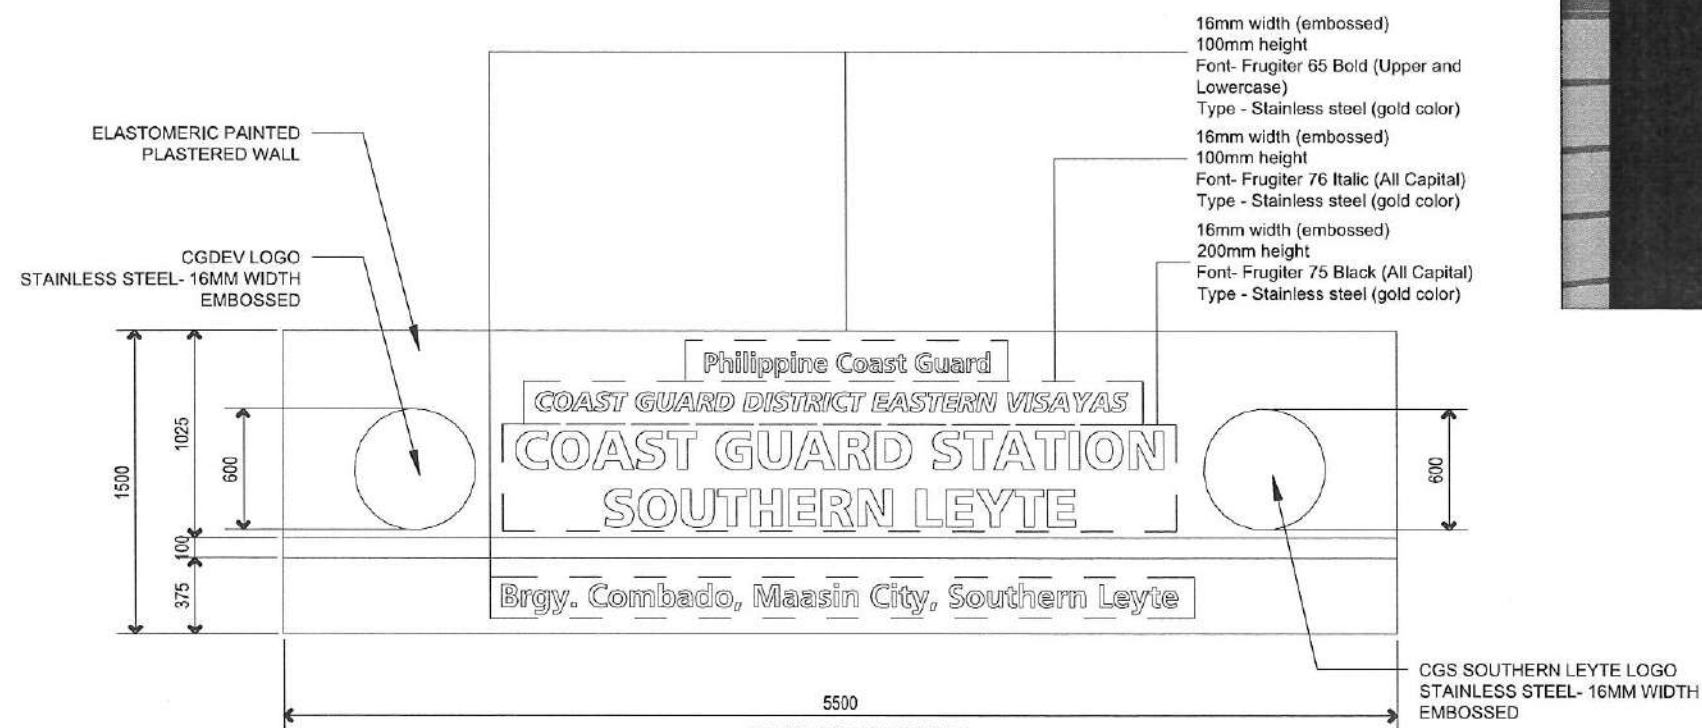 16mm width (embossed)
100mm height
Font- Frugiter 65 Bold (Upper and
Lowercase)
Type - Stainless steel (gold color)
16mm width (embossed)
100mm height
Font- Frugiter 76 Italic (All Capital)
Type - Stainless steel (gold color)
16mm width (embossed)
200mm height
Font- Frugiter 75 Black (All Capital)
Type - Stainless steel (gold color)
ELASTOMERIC PAINTED
PLASTERED WALL
CGDEV LOGO
STAINLESS STEEL- 16MM WIDTH
EMBOSSED
Philippine Coast Guard
COAST GUARD DISTRICT EASTERN VISAYAS
COAST GUARD STATION
SOUTHERN LEYTE
Brgy. Combado, Maasin City, Southern Leyte
1500
1025
600
100
375
600
5500
CGS SOUTHERN LEYTE LOGO
STAINLESS STEEL- 16MM WIDTH
EMBOSSED